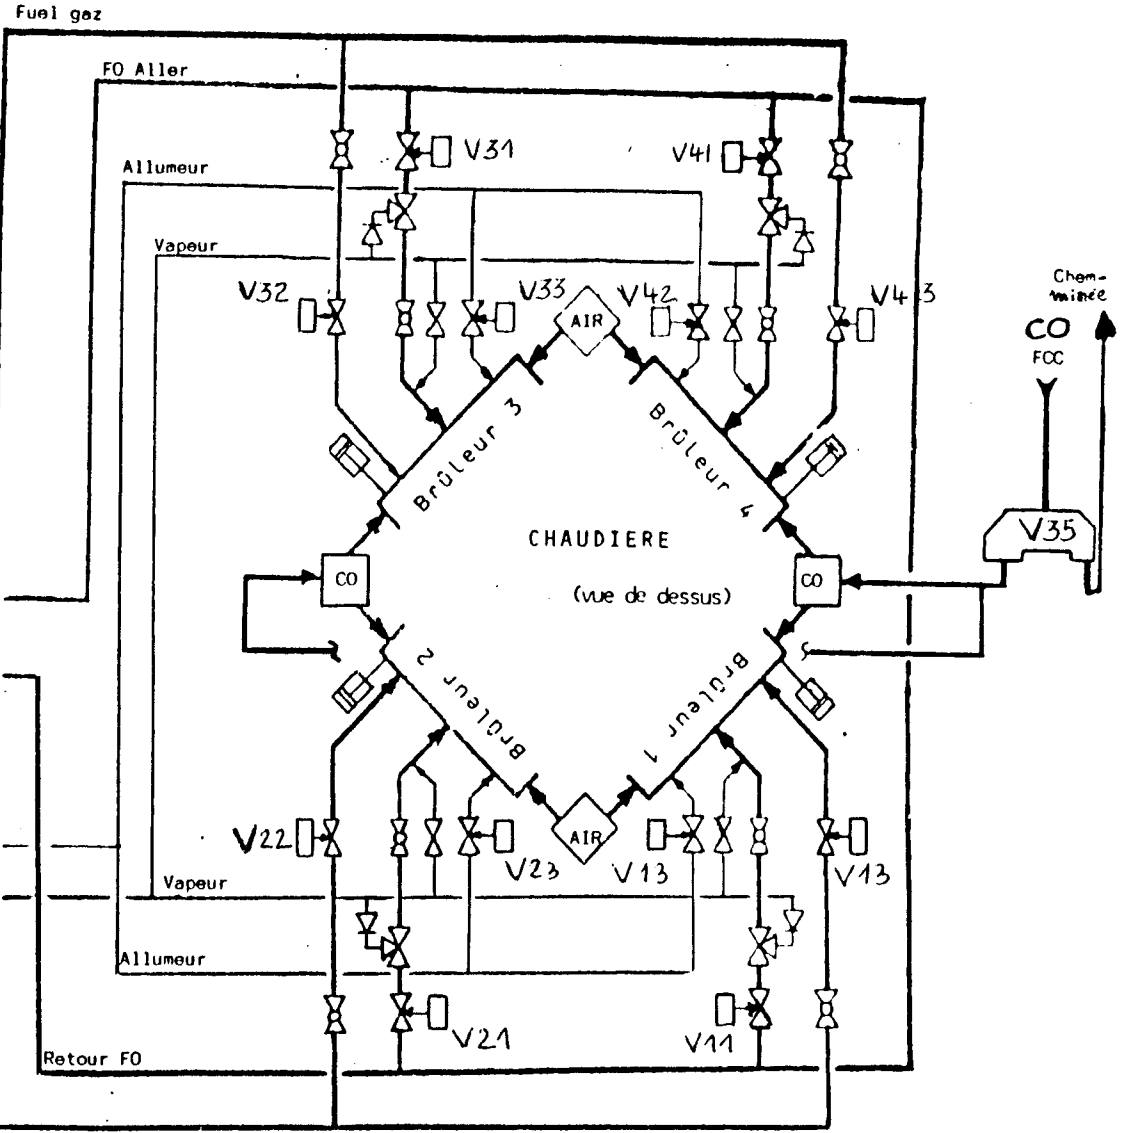 Fuel gaz
FO Aller
V31
V41
Allumeur
Vapeur
V32
V33
AIR
V42
V43
Chem-
minée
CO
FCC
Brûleur 3
Brûleur 4
V35
CHAUDIERE
(vue de dessus)
CO
CO
Brûleur 2
Brûleur 1
V22
V23
AIR
V13
V13
Vapeur
Allumeur
V21
V11
Retour FO